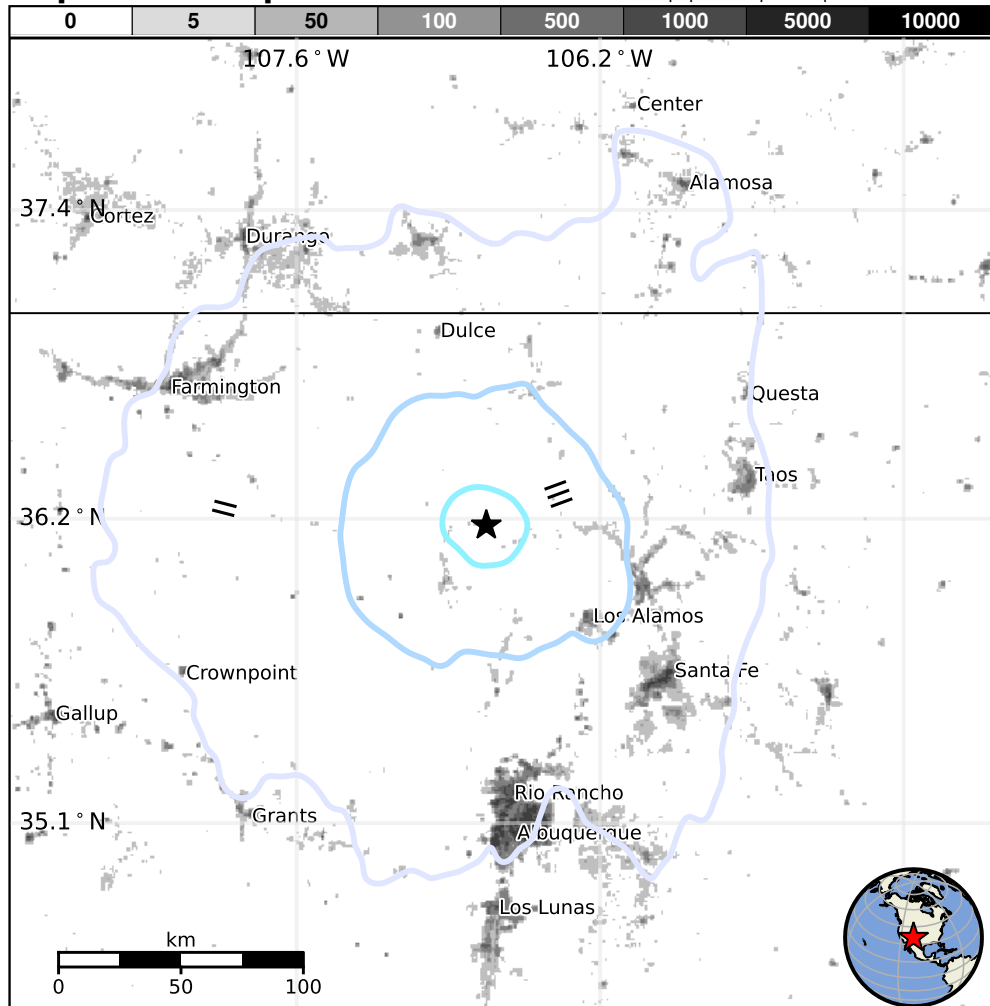 0 5 50 100 500 1000 5000 10000
107.6°W 106.2°W
Center
Alamosa
37.4°N
Cortez
Durango
Dulce
Farmington
Questa
Taos
36.2°N
Los Alamos
Crownpoint
Santa Fe
Gallup
Rio Rancho
Grants
35.1°N
Albuquerque
Los Lunas
km
0 50 100